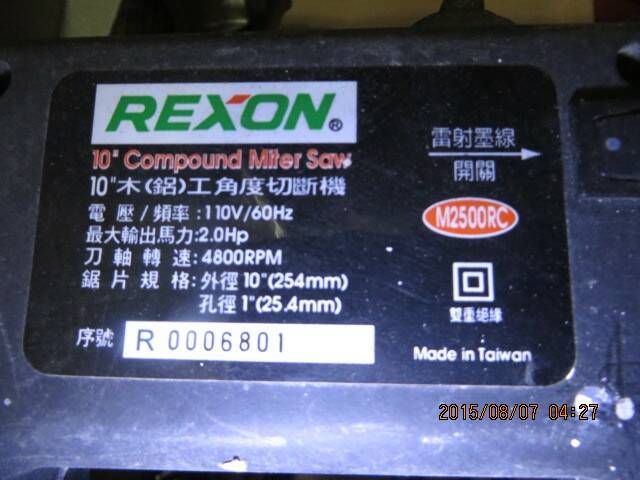 REXON®
10" Compound Miter Saw
10"木(鋁)工角度切斷機
電壓/頻率:110V/60Hz
最大輸出馬力:2.0Hp
刀軸轉速:4800RPM
鋸片規格:外徑10"(254mm)
孔徑1"(25.4mm)
序號 R 0006801
雷射墨線
開關
M2500RC
雙重絕緣
Made in Taiwan
2015/08/07 04:27